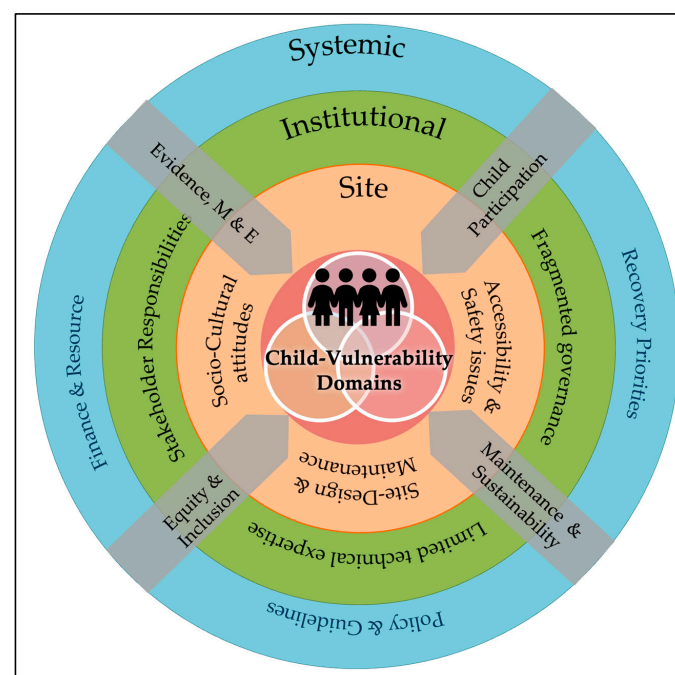 Systemic
Institutional
Site
Evidence, M & E
Child
Participation
Finance & Resource
Stakeholder Responsibilities
Socio-Cultural
attitudes
Child-Vulnerability
Domains
Accessibility &
Safety issues
Fragmented governance
Recovery Priorities
Equity &
Inclusion
Site-Design &
Maintenance
Maintenance &
Sustainability
Limited technical expertise
Policy & Guidelines